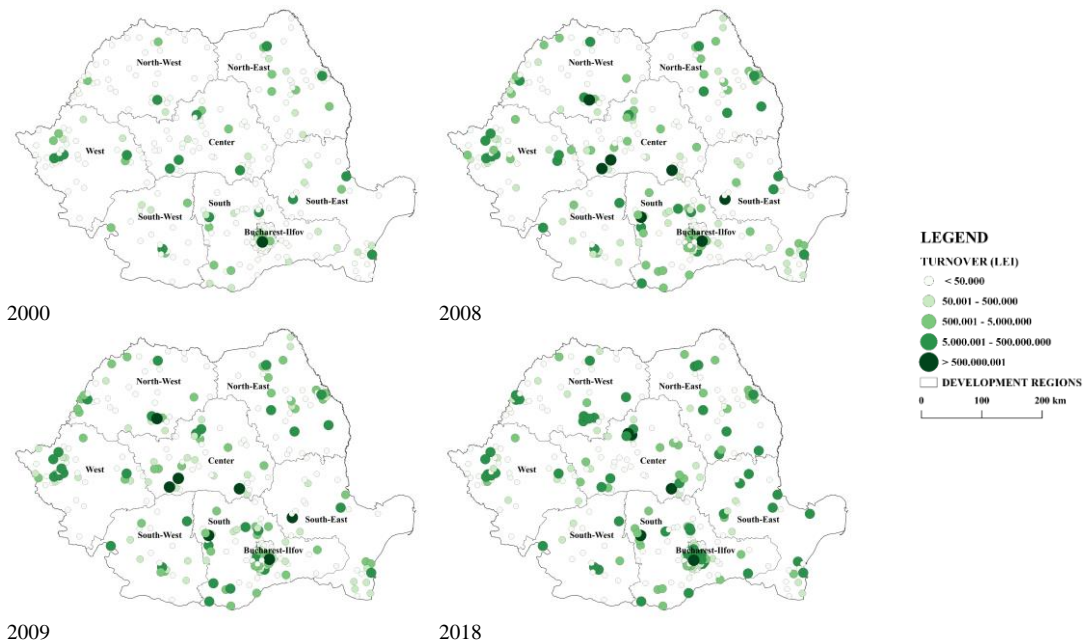 North-West
North-East
West
Center
South-West
South
South-East
Bucharest-Ilfov
2000
North-West
North-East
West
Center
South-West
South
South-East
Bucharest-Ilfov
2008
North-West
North-East
West
Center
South-West
South
South-East
Bucharest-Ilfov
2009
North-West
North-East
West
Center
South-West
South
South-East
Bucharest-Ilfov
2018
LEGEND
TURNOVER (LEI)
< 50.000
50.001 - 500.000
500.001 - 5.000.000
5.000.001 - 500.000.000
> 500.000.001
DEVELOPMENT REGIONS
0 100 200 km